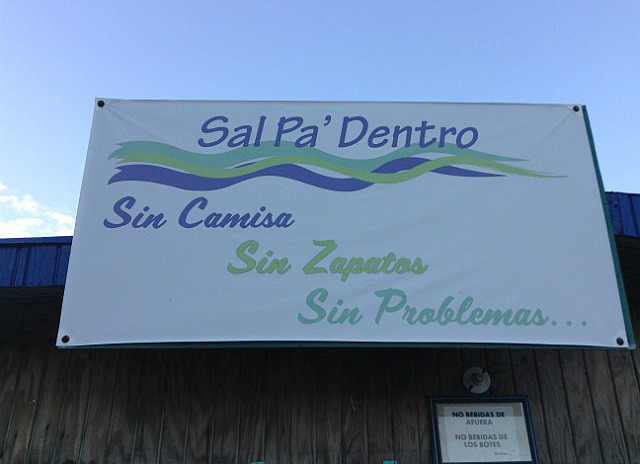 Sal Pa' Dentro
Sin Camisa
Sin Zapatos
Sin Problemas...
NO BEBIDAS DE
AFUERA
NO BEBIDAS DE
LOS BOTES